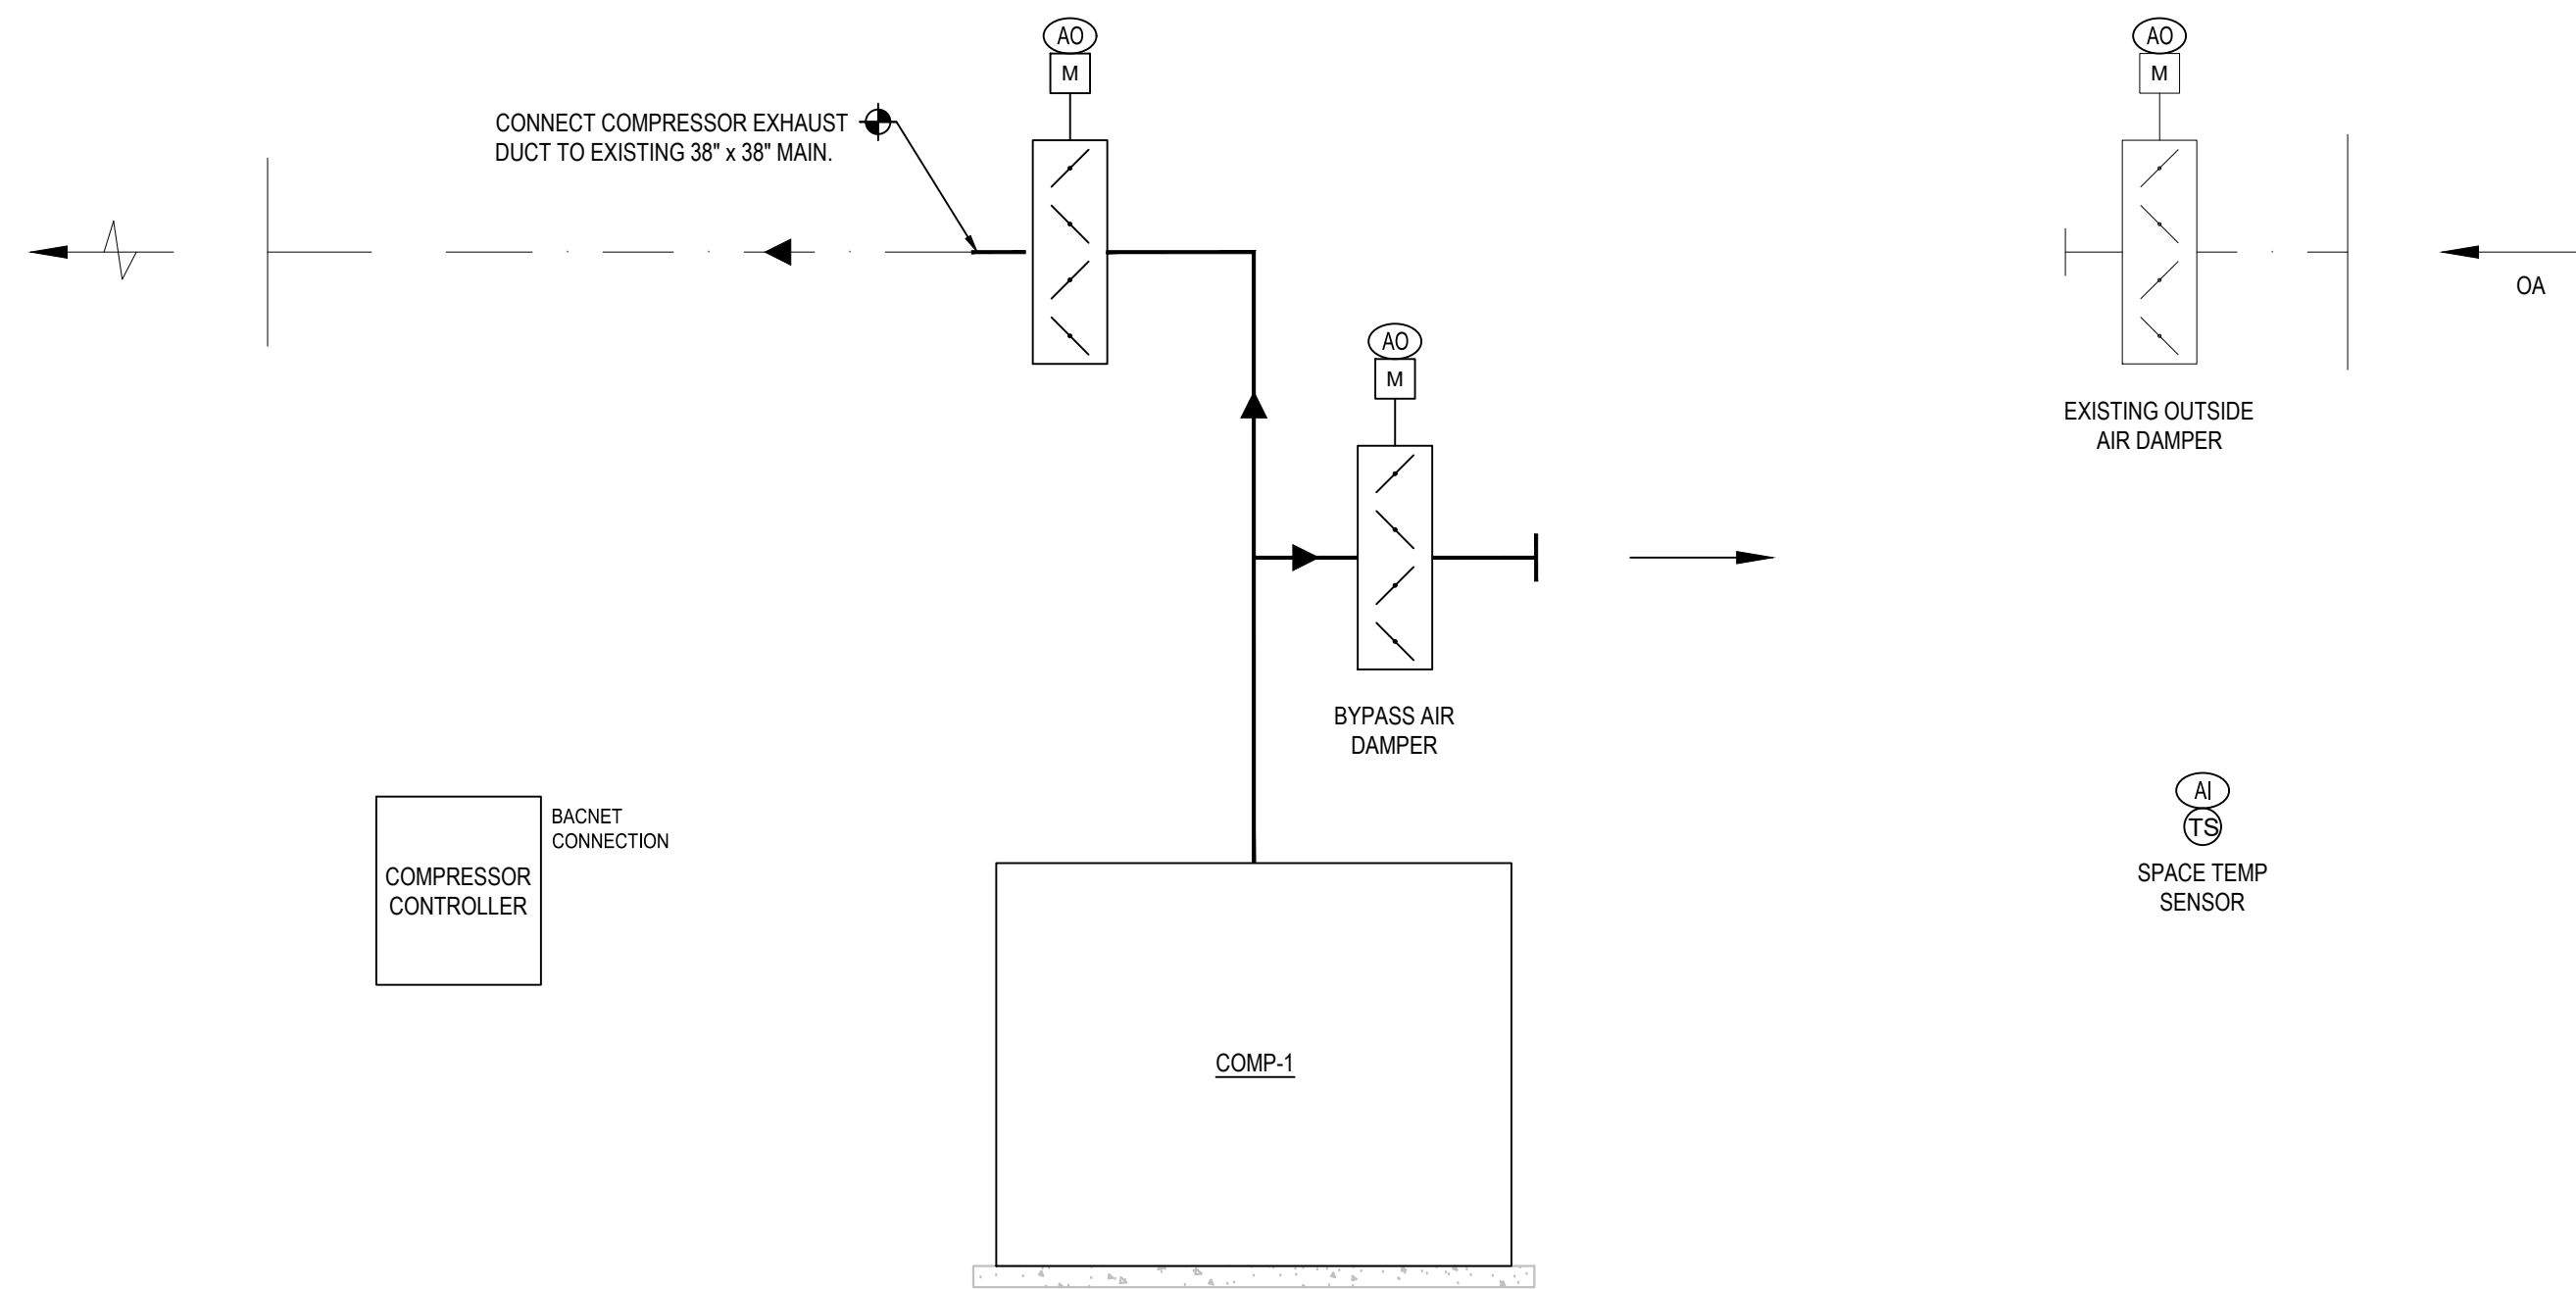 AO
M
AO
M
CONNECT COMPRESSOR EXHAUST
DUCT TO EXISTING 38" x 38" MAIN.
OA
AO
M
EXISTING OUTSIDE
AIR DAMPER
BYPASS AIR
DAMPER
AI
TS
SPACE TEMP
SENSOR
BACNET
CONNECTION
COMPRESSOR
CONTROLLER
COMP-1